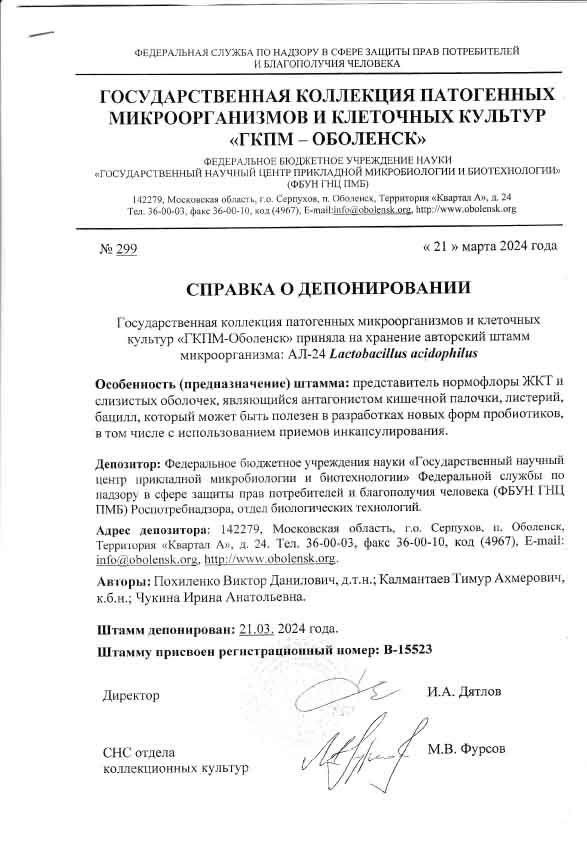 ФЕДЕРАЛЬНАЯ СЛУЖБА ПО НАДЗОРУ В СФЕРЕ ЗАЩИТЫ ПРАВ ПОТРЕБИТЕЛЕЙ
И БЛАГОПОЛУЧИЯ ЧЕЛОВЕКА
ГОСУДАРСТВЕННАЯ КОЛЛЕКЦИЯ ПАТОГЕННЫХ
МИКРООРГАНИЗМОВ И КЛЕТОЧНЫХ КУЛЬТУР
«ГКПМ – ОБОЛЕНСК»
ФЕДЕРАЛЬНОЕ БЮДЖЕТНОЕ УЧРЕЖДЕНИЕ НАУКИ
«ГОСУДАРСТВЕННЫЙ НАУЧНЫЙ ЦЕНТР ПРИКЛАДНОЙ МИКРОБИОЛОГИИ И БИОТЕХНОЛОГИИ»
(ФБУН ГНЦ ПМБ)
142279, Московская область, г.о. Серпухов, п. Оболенск, Территория «Квартал А», д. 24
Тел. 36-00-03, факс 36-00-10, код (4967), E-mail:info@obolensk.org, http://www.obolensk.org
№ 299 « 21 » марта 2024 года
СПРАВКА О ДЕПОНИРОВАНИИ
Государственная коллекция патогенных микроорганизмов и клеточных
культур «ГКПМ-Оболенск» приняла на хранение авторский штамм
микроорганизма: АЛ-24 Lactobacillus acidophilus
Особенность (предназначение) штамма: представитель нормофлоры ЖКТ и
слизистых оболочек, являющийся антагонистом кишечной палочки, листерий,
бацилл, который может быть полезен в разработках новых форм пробиотиков,
в том числе с использованием приемов инкапсулирования.
Депозитор: Федеральное бюджетное учреждения науки «Государственный научный
центр прикладной микробиологии и биотехнологии» Федеральной службы по
надзору в сфере защиты прав потребителей и благополучия человека (ФБУН ГНЦ
ПМБ) Роспотребнадзора, отдел биологических технологий.
Адрес депозитора: 142279, Московская область, г.о. Серпухов, п. Оболенск,
Территория «Квартал А», д. 24. Тел. 36-00-03, факс 36-00-10, код (4967), E-mail:
info@obolensk.org, http://www.obolensk.org.
Авторы: Похиленко Виктор Данилович, д.т.н.; Калмантаев Тимур Ахмерович,
к.б.н.; Чукина Ирина Анатольевна.
Штамм депонирован: 21.03. 2024 года.
Штамму присвоен регистрационный номер: В-15523
Директор И.А. Дятлов
СНС отдела М.В. Фурсов
коллекционных культур